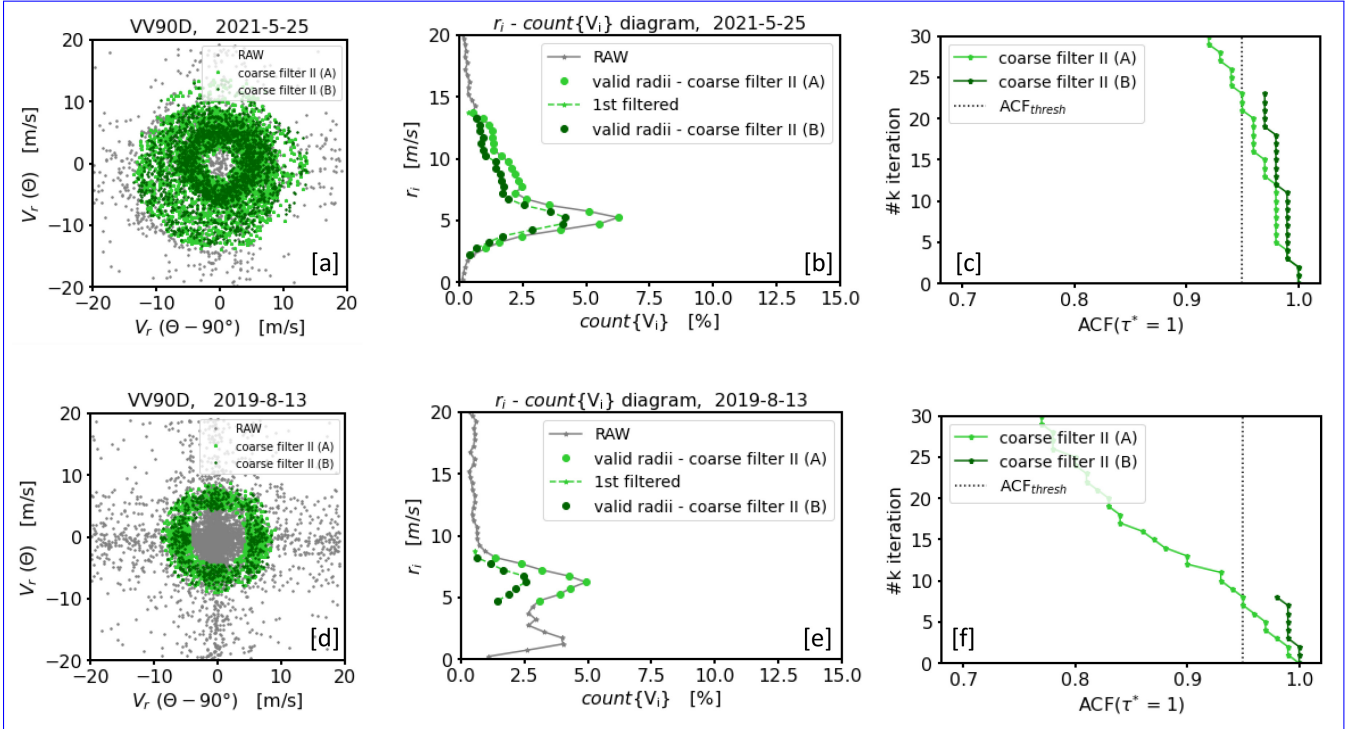 VV90D, 2021-5-25
20
10
0
−10
−20
−20 −10 0 10 20
V_r (Θ) [m/s]
V_r (Θ − 90°) [m/s]
RAW
coarse filter II (A)
coarse filter II (B)
[a]
r_i - count{V_i} diagram, 2021-5-25
20
15
10
5
0
0.0 2.5 5.0 7.5 10.0 12.5 15.0
r_i [m/s]
count{V_i} [%]
RAW
valid radii - coarse filter II (A)
1st filtered
valid radii - coarse filter II (B)
[b]
30
25
20
15
10
5
0
0.7 0.8 0.9 1.0
#k iteration
ACF(τ* = 1)
coarse filter II (A)
coarse filter II (B)
ACF_thresh
[c]
VV90D, 2019-8-13
20
10
0
−10
−20
−20 −10 0 10 20
V_r (Θ) [m/s]
V_r (Θ − 90°) [m/s]
RAW
coarse filter II (A)
coarse filter II (B)
[d]
r_i - count{V_i} diagram, 2019-8-13
20
15
10
5
0
0.0 2.5 5.0 7.5 10.0 12.5 15.0
r_i [m/s]
count{V_i} [%]
RAW
valid radii - coarse filter II (A)
1st filtered
valid radii - coarse filter II (B)
[e]
30
25
20
15
10
5
0
0.7 0.8 0.9 1.0
#k iteration
ACF(τ* = 1)
coarse filter II (A)
coarse filter II (B)
ACF_thresh
[f]